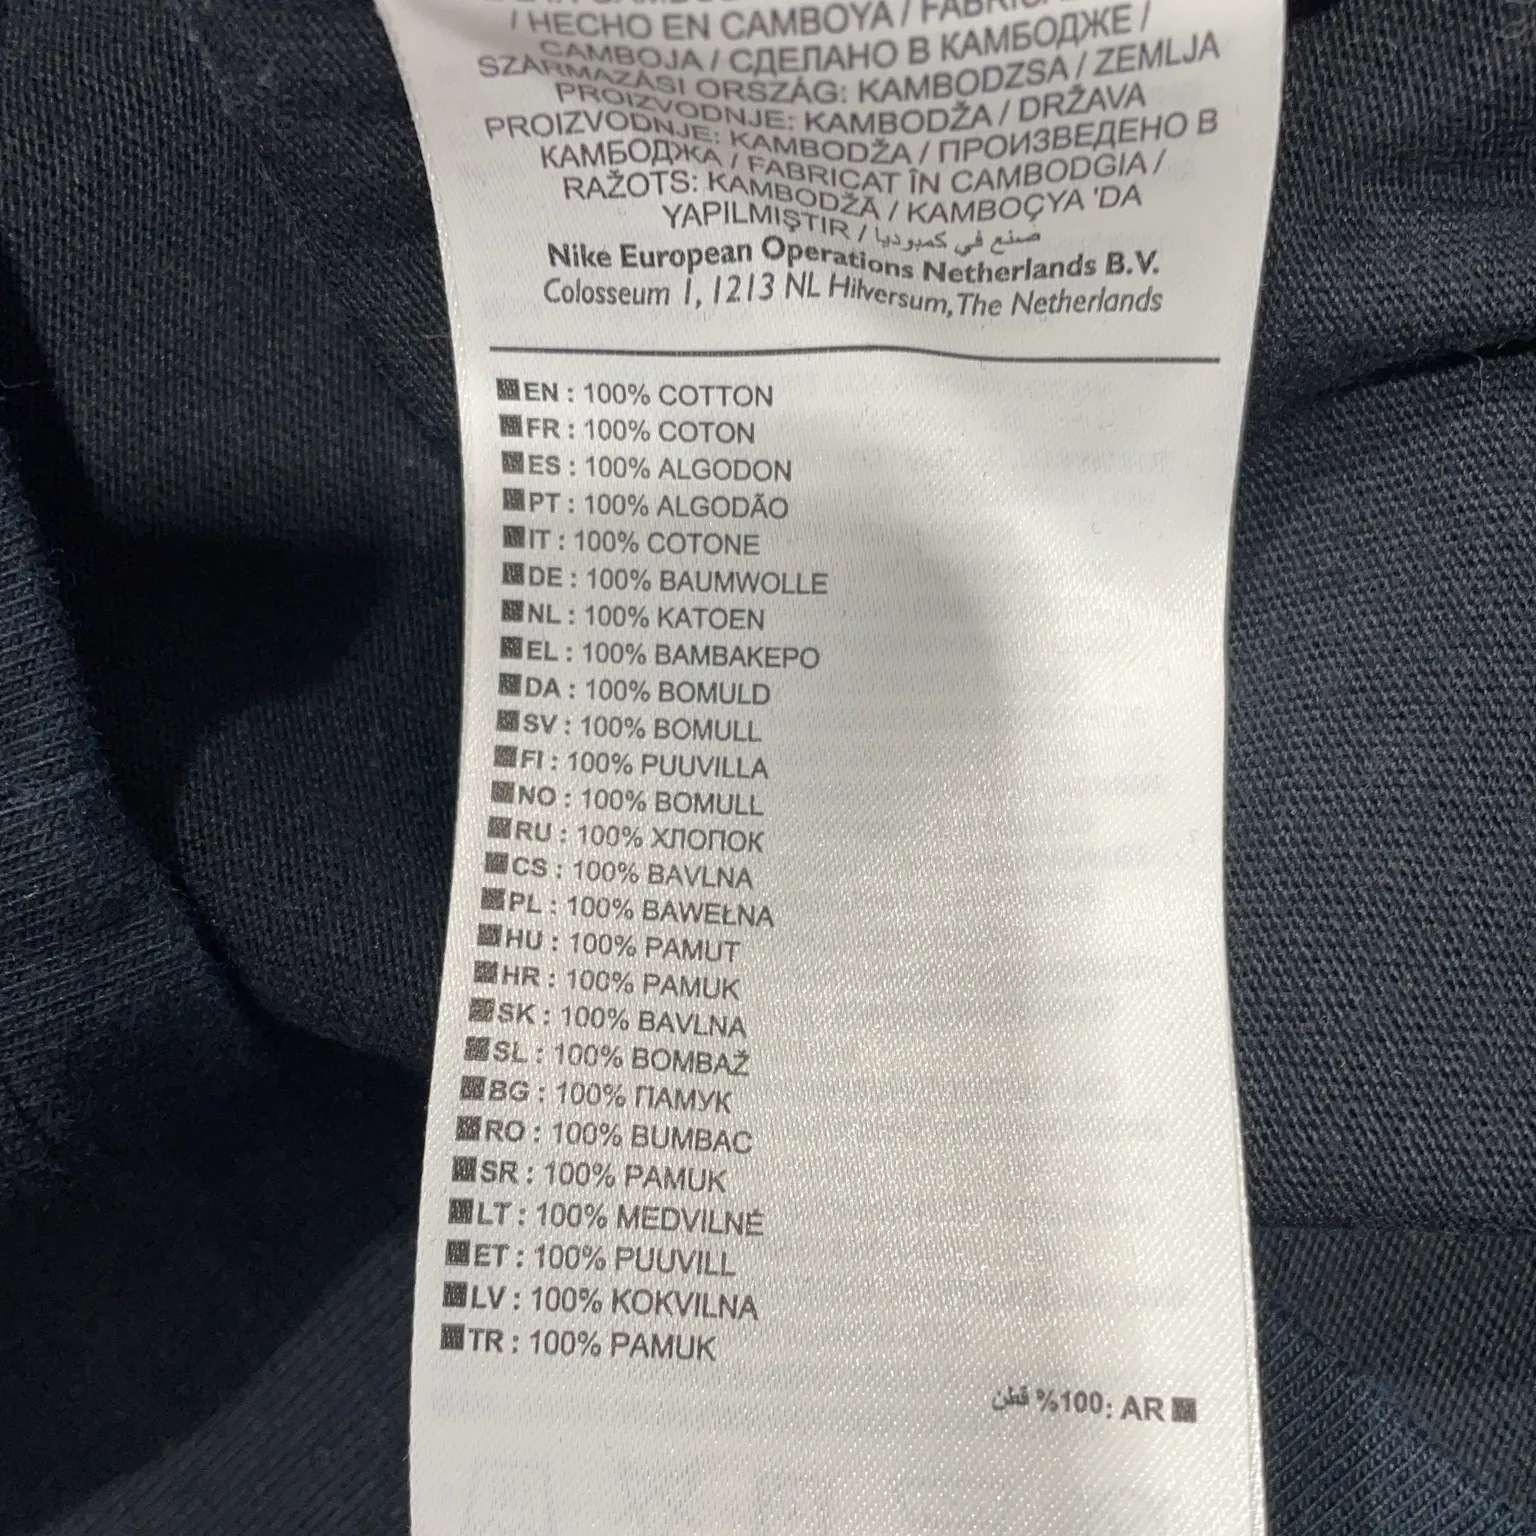 / HECHO EN CAMBOYA /
CAMBOJA / СДЕЛАНО В КАМБОДЖЕ /
SZÁRMAZÁSI ORSZÁG: KAMBODZSA / ZEMLJA
PROIZVODNJE: KAMBODŽA / DRŽAVA
PROIZVODNJE: KAMBODŽA / ПРОИЗВЕДЕНО В
КАМБОДЖА / FABRICAT ÎN CAMBODGIA /
RAŽOTS: KAMBODŽĀ / KAMBOÇYA 'DA
YAPILMIŞTIR / صنع في كمبوديا
Nike European Operations Netherlands B.V.
Colosseum 1, 1213 NL Hilversum, The Netherlands
EN : 100% COTTON
FR : 100% COTON
ES : 100% ALGODON
PT : 100% ALGODÃO
IT : 100% COTONE
DE : 100% BAUMWOLLE
NL : 100% KATOEN
EL : 100% ΒΑΜΒΑΚΕΡΟ
DA : 100% BOMULD
SV : 100% BOMULL
FI : 100% PUUVILLA
NO : 100% BOMULL
RU : 100% ХЛОПОК
CS : 100% BAVLNA
PL : 100% BAWEŁNA
HU : 100% PAMUT
HR : 100% PAMUK
SK : 100% BAVLNA
SL : 100% BOMBAŽ
BG : 100% ПАМУК
RO : 100% BUMBAC
SR : 100% PAMUK
LT : 100% MEDVILNĖ
ET : 100% PUUVILL
LV : 100% KOKVILNA
TR : 100% PAMUK
AR :100% قطن